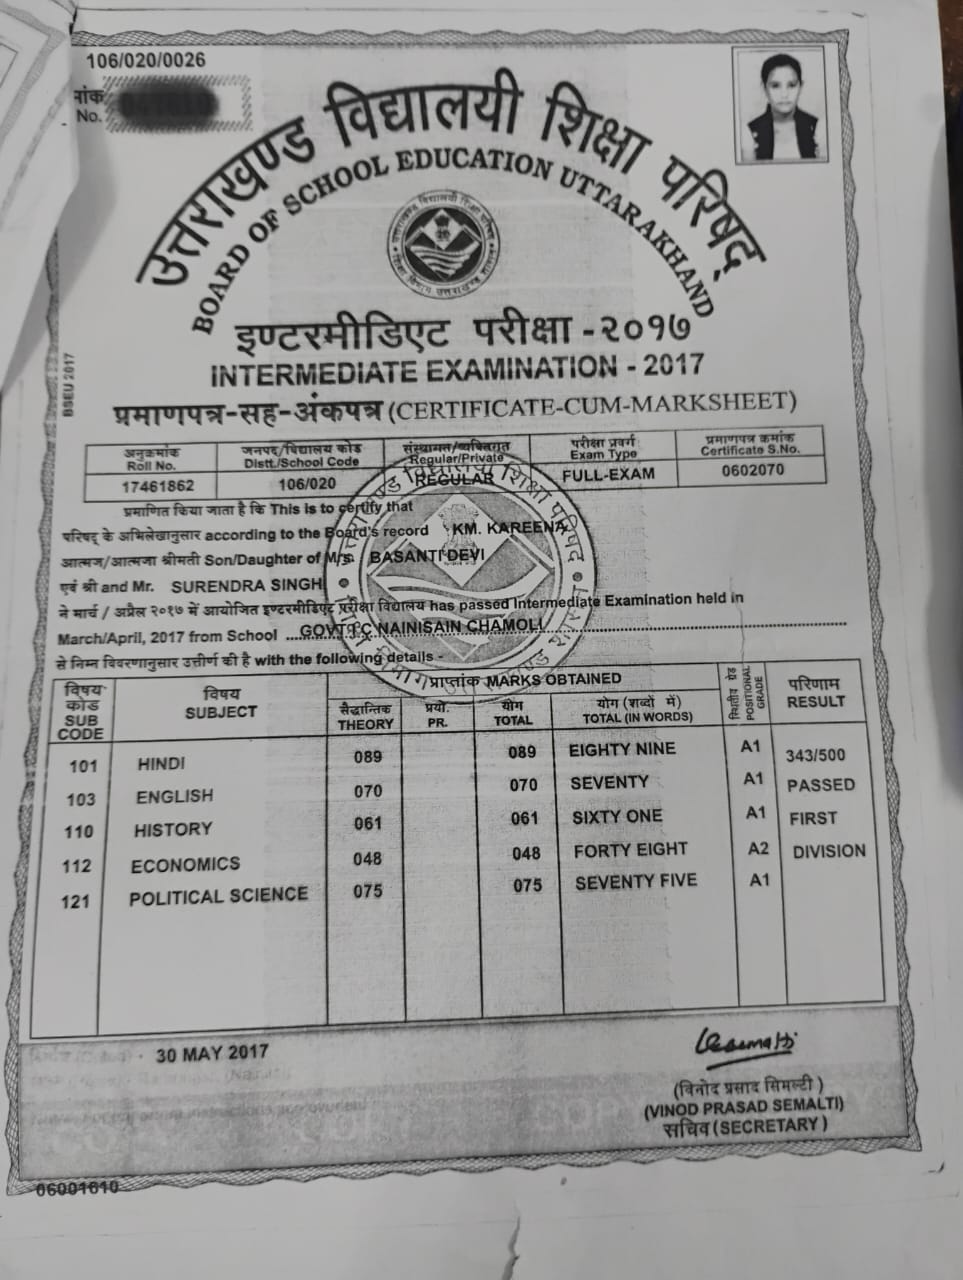 106/020/0026
नांक
No.
उत्तराखण्ड विद्यालयी शिक्षा परिषद्
BOARD OF SCHOOL EDUCATION UTTARAKHAND
इण्टरमीडिएट परीक्षा -२०१७
INTERMEDIATE EXAMINATION - 2017
BSEU 2017
प्रमाणपत्र-सह-अंकपत्र (CERTIFICATE-CUM-MARKSHEET)
अनुक्रमांक जनपद/विद्यालय कोड संस्थागत/व्यक्तिगत परीक्षा प्रवर्ग प्रमाणपत्र कमांक
Roll No. Distt./School Code Regular/Private Exam Type Certificate S.No.
17461862 106/020 REGULAR FULL-EXAM 0602070
प्रमाणित किया जाता है कि This is to certify that
परिषद् के अभिलेखानुसार according to the Board's record KM. KAREENA
आत्मज/आत्मजा श्रीमती Son/Daughter of Mrs. BASANTI DEVI
एवं श्री and Mr. SURENDRA SINGH
ने मार्च / अप्रैल २०१७ में आयोजित इण्टरमीडिएट परीक्षा विद्यालय has passed Intermediate Examination held in
March/April, 2017 from School GOVT I C NAINISAIN CHAMOLI
से निम्न विवरणानुसार उत्तीर्ण की है with the following details -
विषय कोड SUB CODE विषय SUBJECT प्राप्तांक MARKS OBTAINED स्थितीय ग्रेड POSITIONAL GRADE परिणाम RESULT
सैद्धान्तिक THEORY प्रयो. PR. योग TOTAL योग (शब्दों में) TOTAL (IN WORDS)
101 HINDI 089 089 EIGHTY NINE A1 343/500
103 ENGLISH 070 070 SEVENTY A1 PASSED
110 HISTORY 061 061 SIXTY ONE A1 FIRST
112 ECONOMICS 048 048 FORTY EIGHT A2 DIVISION
121 POLITICAL SCIENCE 075 075 SEVENTY FIVE A1
30 MAY 2017
(विनोद प्रसाद सिमल्टी)
(VINOD PRASAD SEMALTI)
सचिव (SECRETARY)
06001610